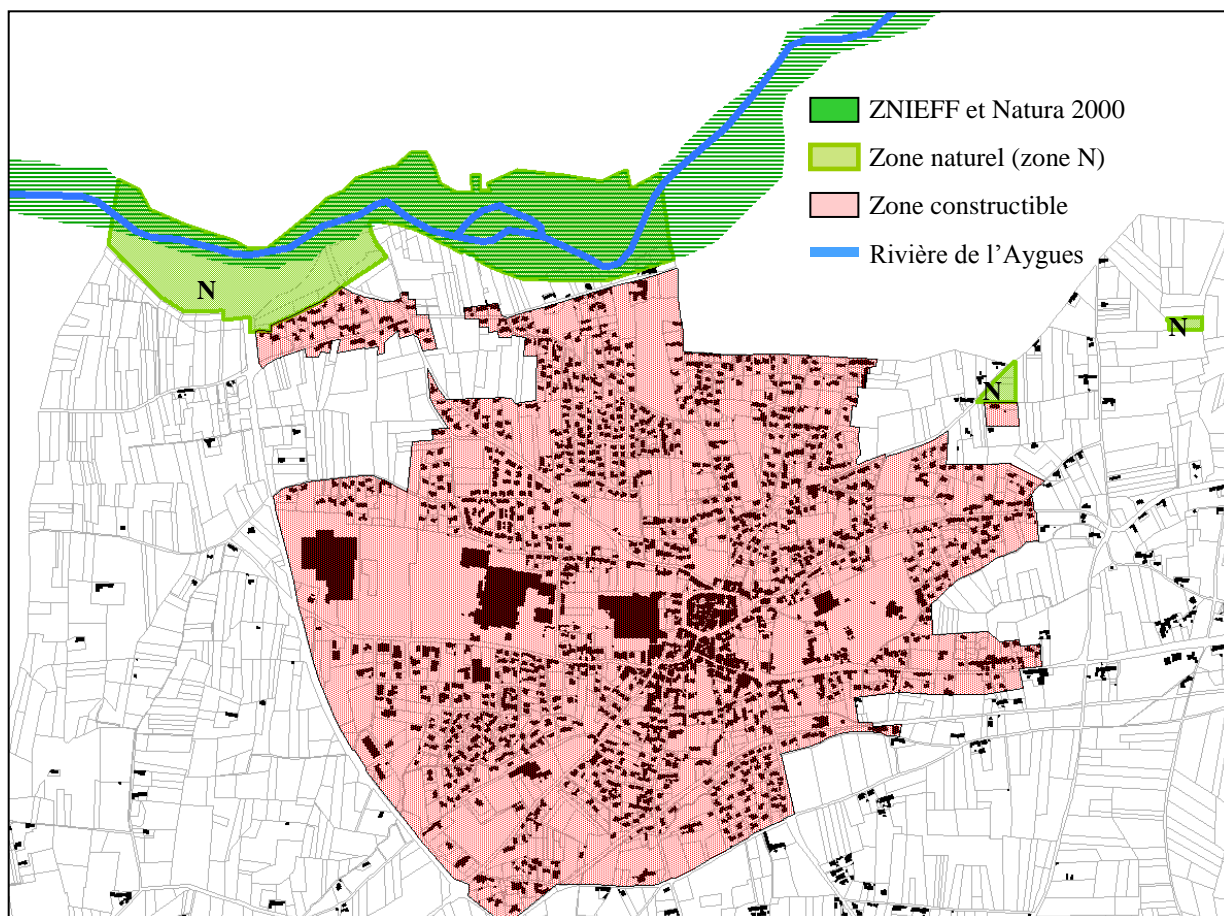 ZNIEFF et Natura 2000
Zone naturel (zone N)
Zone constructible
Rivière de l'Aygues
N
N
N